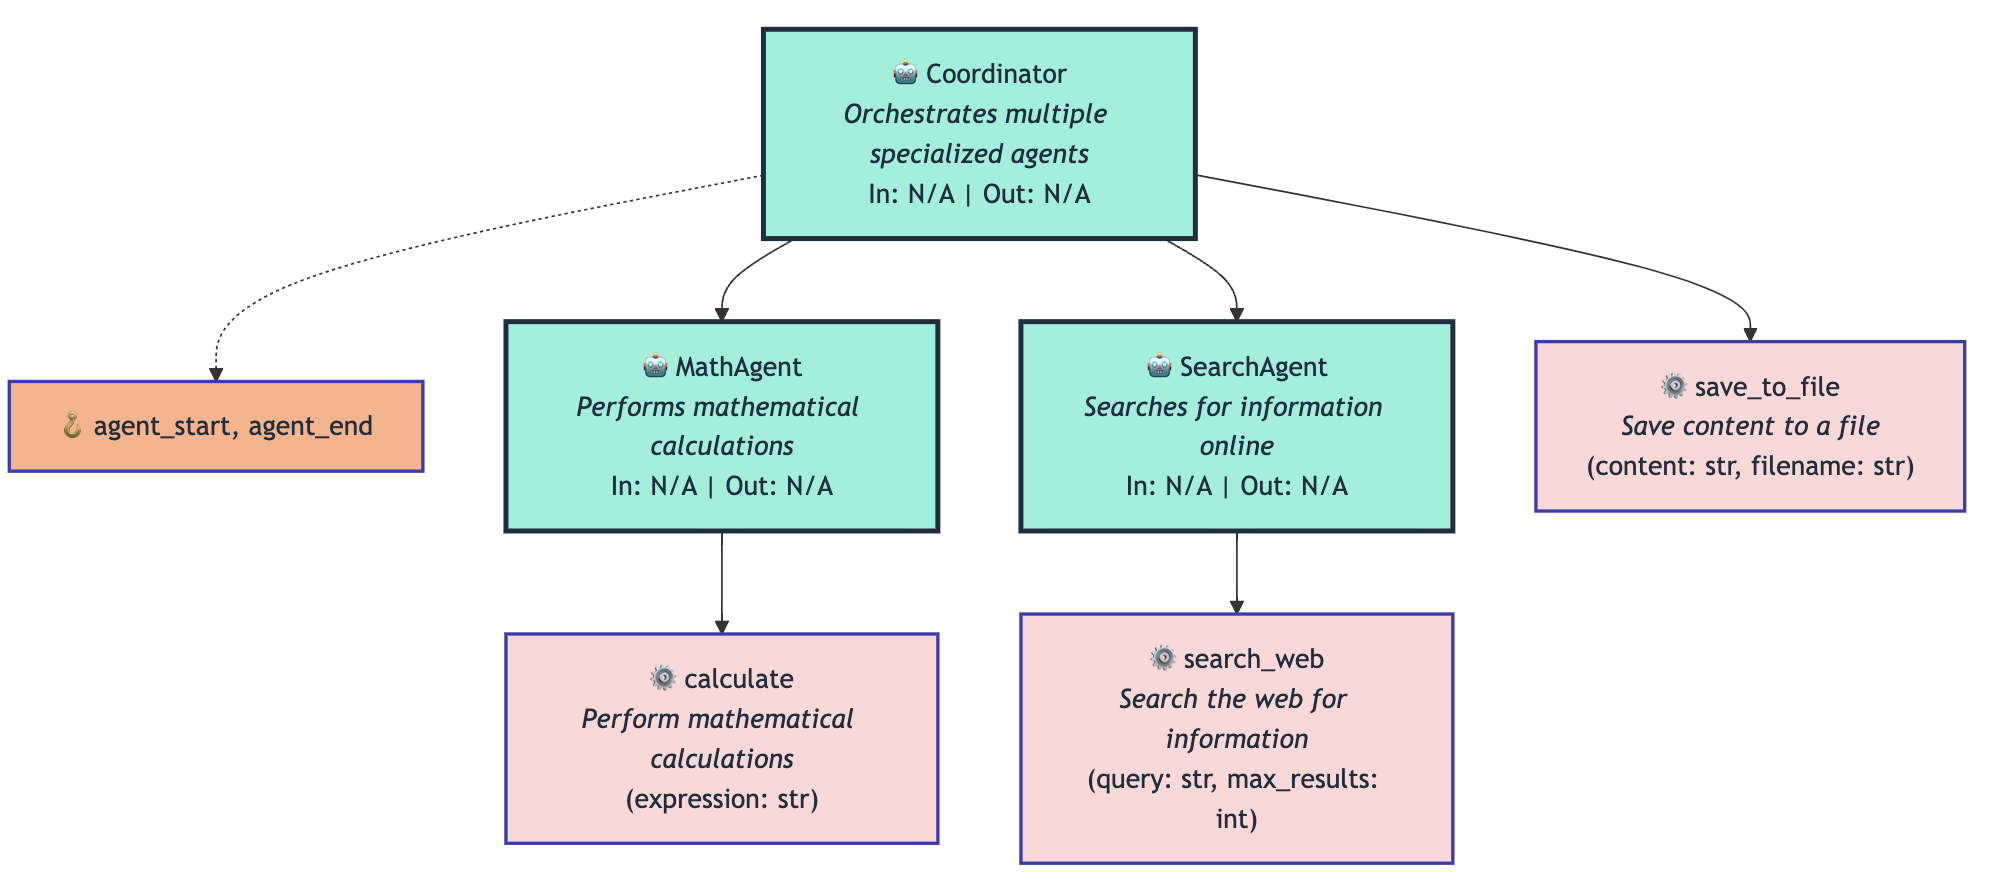 🤖 Coordinator
Orchestrates multiple
specialized agents
In: N/A | Out: N/A
🪝 agent_start, agent_end
🤖 MathAgent
Performs mathematical
calculations
In: N/A | Out: N/A
🤖 SearchAgent
Searches for information
online
In: N/A | Out: N/A
⚙️ save_to_file
Save content to a file
(content: str, filename: str)
⚙️ calculate
Perform mathematical
calculations
(expression: str)
⚙️ search_web
Search the web for
information
(query: str, max_results:
int)